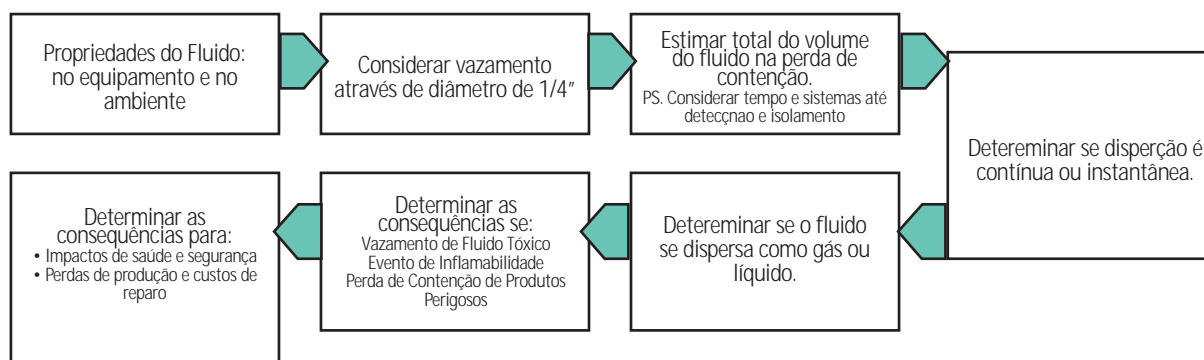 Propriedades do Fluido:
no equipamento e no
ambiente
Considerar vazamento
através de diâmetro de 1/4”
Estimar total do volume
do fluido na perda de
contenção.
PS. Considerar tempo e sistemas até
detecçnao e isolamento
Detereminar se disperção é
contínua ou instantânea.
Detereminar se o fluido
se dispersa como gás ou
líquido.
Determinar as
consequências se:
Vazamento de Fluido Tóxico
Evento de Inflamabilidade
Perda de Contenção de Produtos
Perigosos
Determinar as
consequências para:
• Impactos de saúde e segurança
• Perdas de produção e custos de
reparo